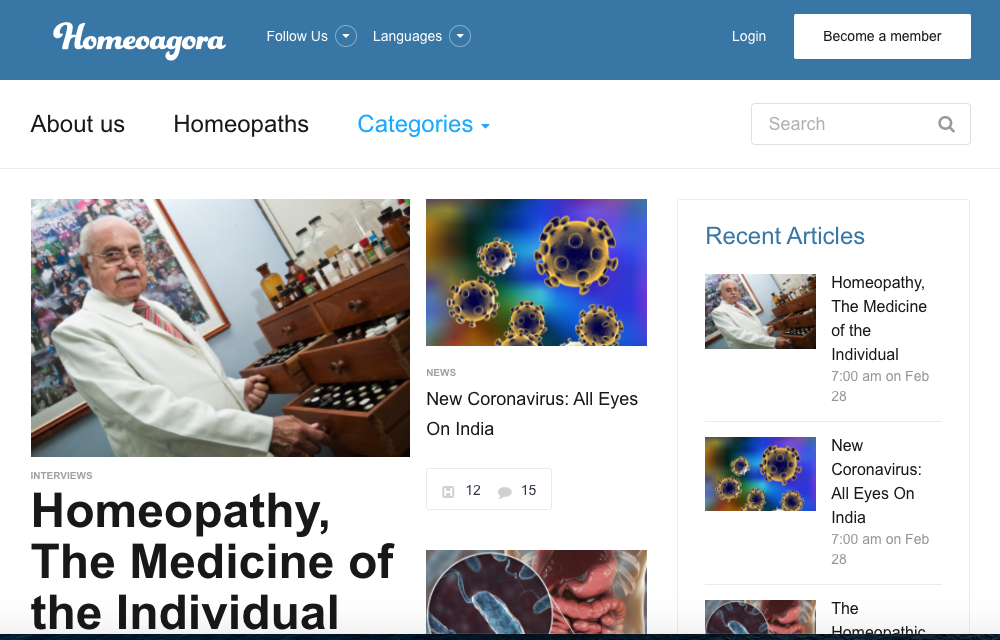 Homeoagora
Follow Us
Languages
Login
Become a member
About us
Homeopaths
Categories
Search
INTERVIEWS
Homeopathy,
The Medicine of
the Individual
NEWS
New Coronavirus: All Eyes
On India
12
15
Recent Articles
Homeopathy,
The Medicine
of the
Individual
7:00 am on Feb
28
New
Coronavirus:
All Eyes On
India
7:00 am on Feb
28
The
Homeopathic